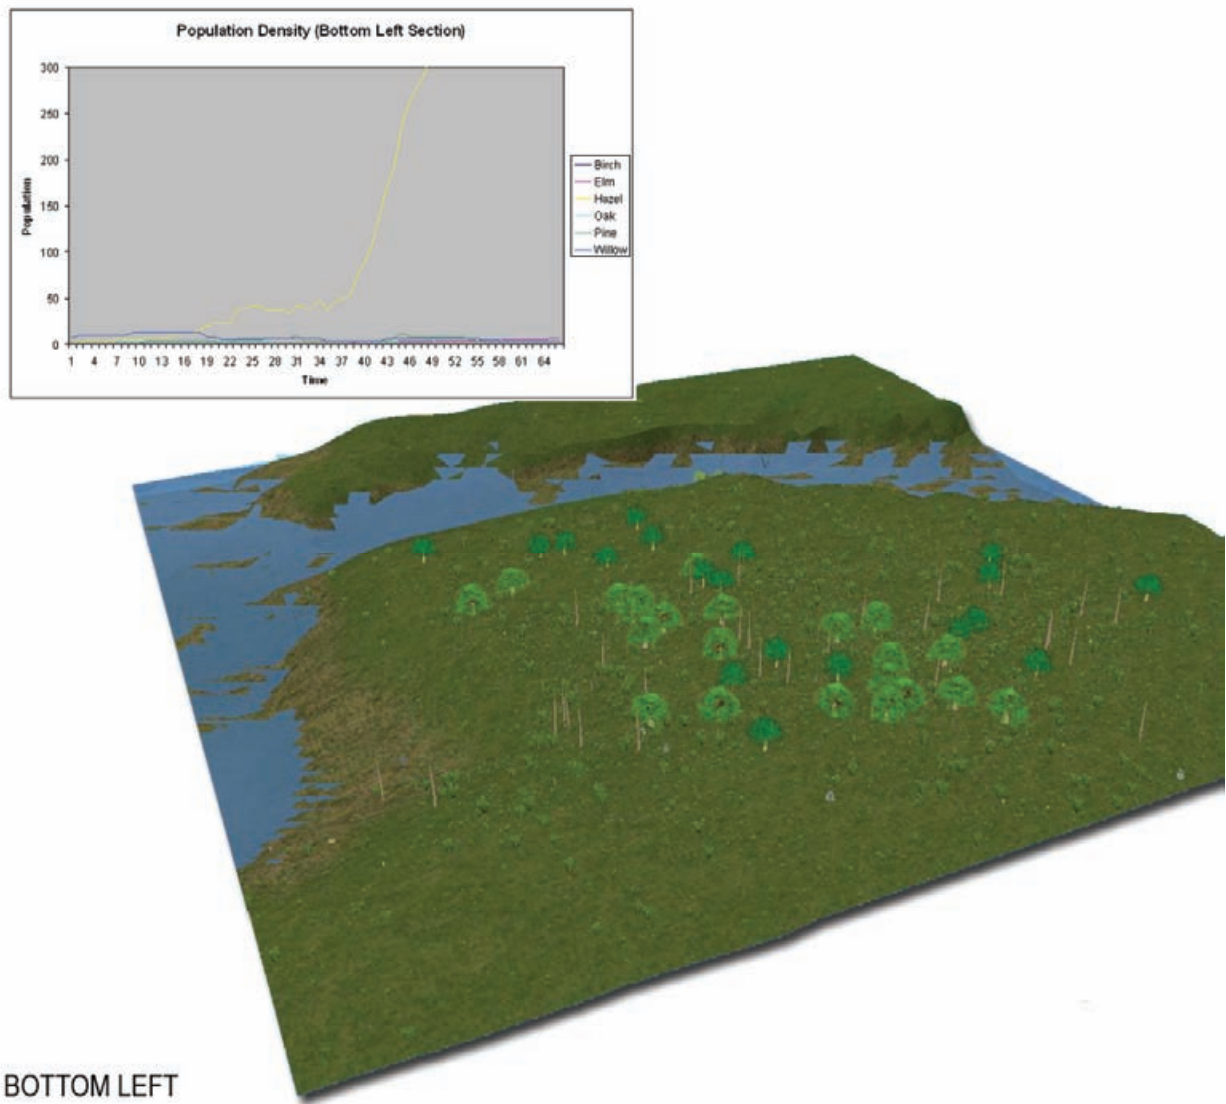 Population Density (Bottom Left Section)
300
250
200
150
100
50
0
Population
1 4 7 10 13 16 19 22 25 28 31 34 37 40 43 46 49 52 55 58 61 64
Time
Birch
Elm
Hazel
Oak
Pine
Willow
BOTTOM LEFT